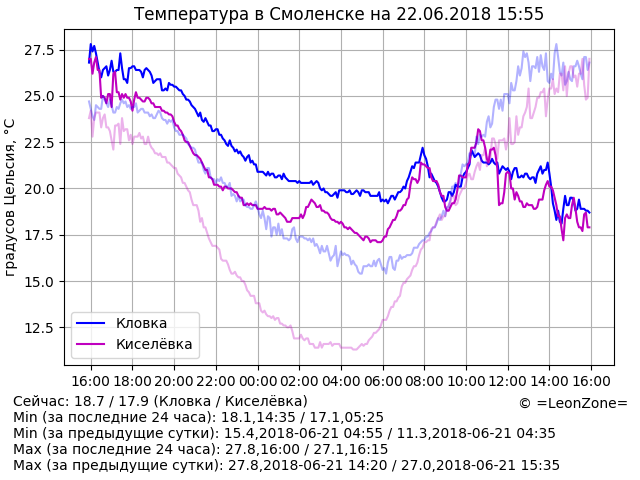 Температура в Смоленске на 22.06.2018 15:55
градусов Цельсия, °C
27.5
25.0
22.5
20.0
17.5
15.0
12.5
Кловка
Киселёвка
16:00 18:00 20:00 22:00 00:00 02:00 04:00 06:00 08:00 10:00 12:00 14:00 16:00
Сейчас: 18.7 / 17.9 (Кловка / Киселёвка)
© =LeonZone=
Min (за последние 24 часа): 18.1,14:35 / 17.1,05:25
Min (за предыдущие сутки): 15.4,2018-06-21 04:55 / 11.3,2018-06-21 04:35
Max (за последние 24 часа): 27.8,16:00 / 27.1,16:15
Max (за предыдущие сутки): 27.8,2018-06-21 14:20 / 27.0,2018-06-21 15:35